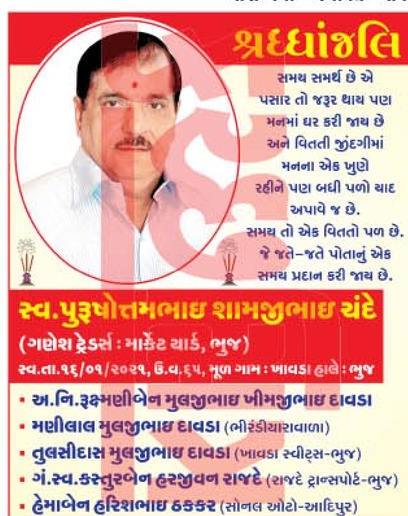 શ્રધ્ધાંજલિ
સમય સમર્થ છે એ
પસાર તો જરૂર થાય પણ
મનમાં ઘર કરી જાય છે
અને વિતતી જીંદગીમાં
મનના એક ખુણે
રહીને પણ બધી પળો યાદ
અપાવે જ છે.
સમય તો એક વિતતો પળ છે.
જે જતે-જતે પોતાનું એક
સમય પ્રદાન કરી જાય છે.
સ્વ.પુરૂષોત્તમભાઇ શામજીભાઇ ચંદે
(ગણેશ ટ્રેડર્સ : માર્કેટ યાર્ડ, ભુજ)
સ્વ.તા.૧૬/૦૧/૨૦૨૧, ઉ.વ.૬૫, મૂળ ગામ : ખાવડા હાલે : ભુજ
▪ અ.નિ.રૂક્ષ્મણીબેન મુલજીભાઇ ખીમજીભાઇ દાવડા
▪ મણીલાલ મુલજીભાઇ દાવડા (ભીરંડીયારાવાળા)
▪ તુલસીદાસ મુલજીભાઇ દાવડા (ખાવડા સ્વીટ્સ-ભુજ)
▪ ગં.સ્વ.કસ્તુરબેન હરજીવન રાજદે (રાજદે ટ્રાન્સપોર્ટ-ભુજ)
▪ હેમાબેન હરિશભાઇ ઠક્કર (સોનલ ઓટો-આદિપુર)